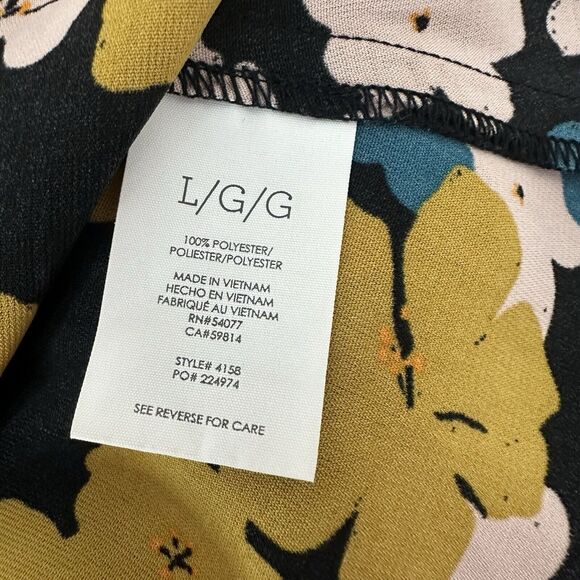 L/G/G
100% POLYESTER/
POLIESTER/POLYESTER
MADE IN VIETNAM
HECHO EN VIETNAM
FABRIQUÉ AU VIETNAM
RN#54077
CA#59814
STYLE# 4158
PO# 224974
SEE REVERSE FOR CARE